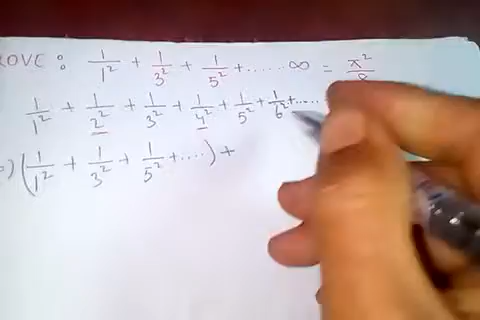 ROVE : 1/1² + 1/3² + 1/5² + ...... ∞ = π²/8
1/1² + 1/2² + 1/3² + 1/4² + 1/5² + 1/6² + .....
) (1/1² + 1/3² + 1/5² + ....) +